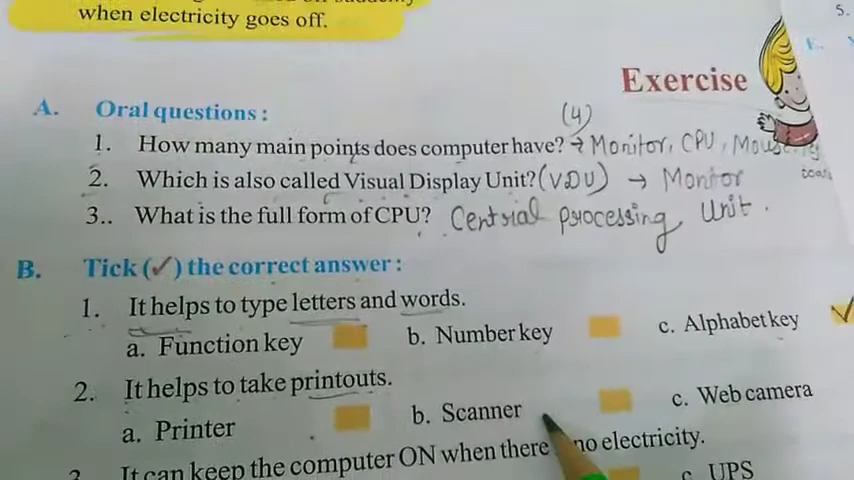 when electricity goes off.
5.
E.
Exercise
A. Oral questions :
(4)
1. How many main points does computer have? → Monitor, CPU, Mouse
2. Which is also called Visual Display Unit? (VDU) → Monitor
3.. What is the full form of CPU? Central processing Unit.
B. Tick (✓) the correct answer :
1. It helps to type letters and words.
a. Function key b. Number key c. Alphabet key ✓
2. It helps to take printouts.
a. Printer b. Scanner c. Web camera
3. It can keep the computer ON when there no electricity.
c. UPS